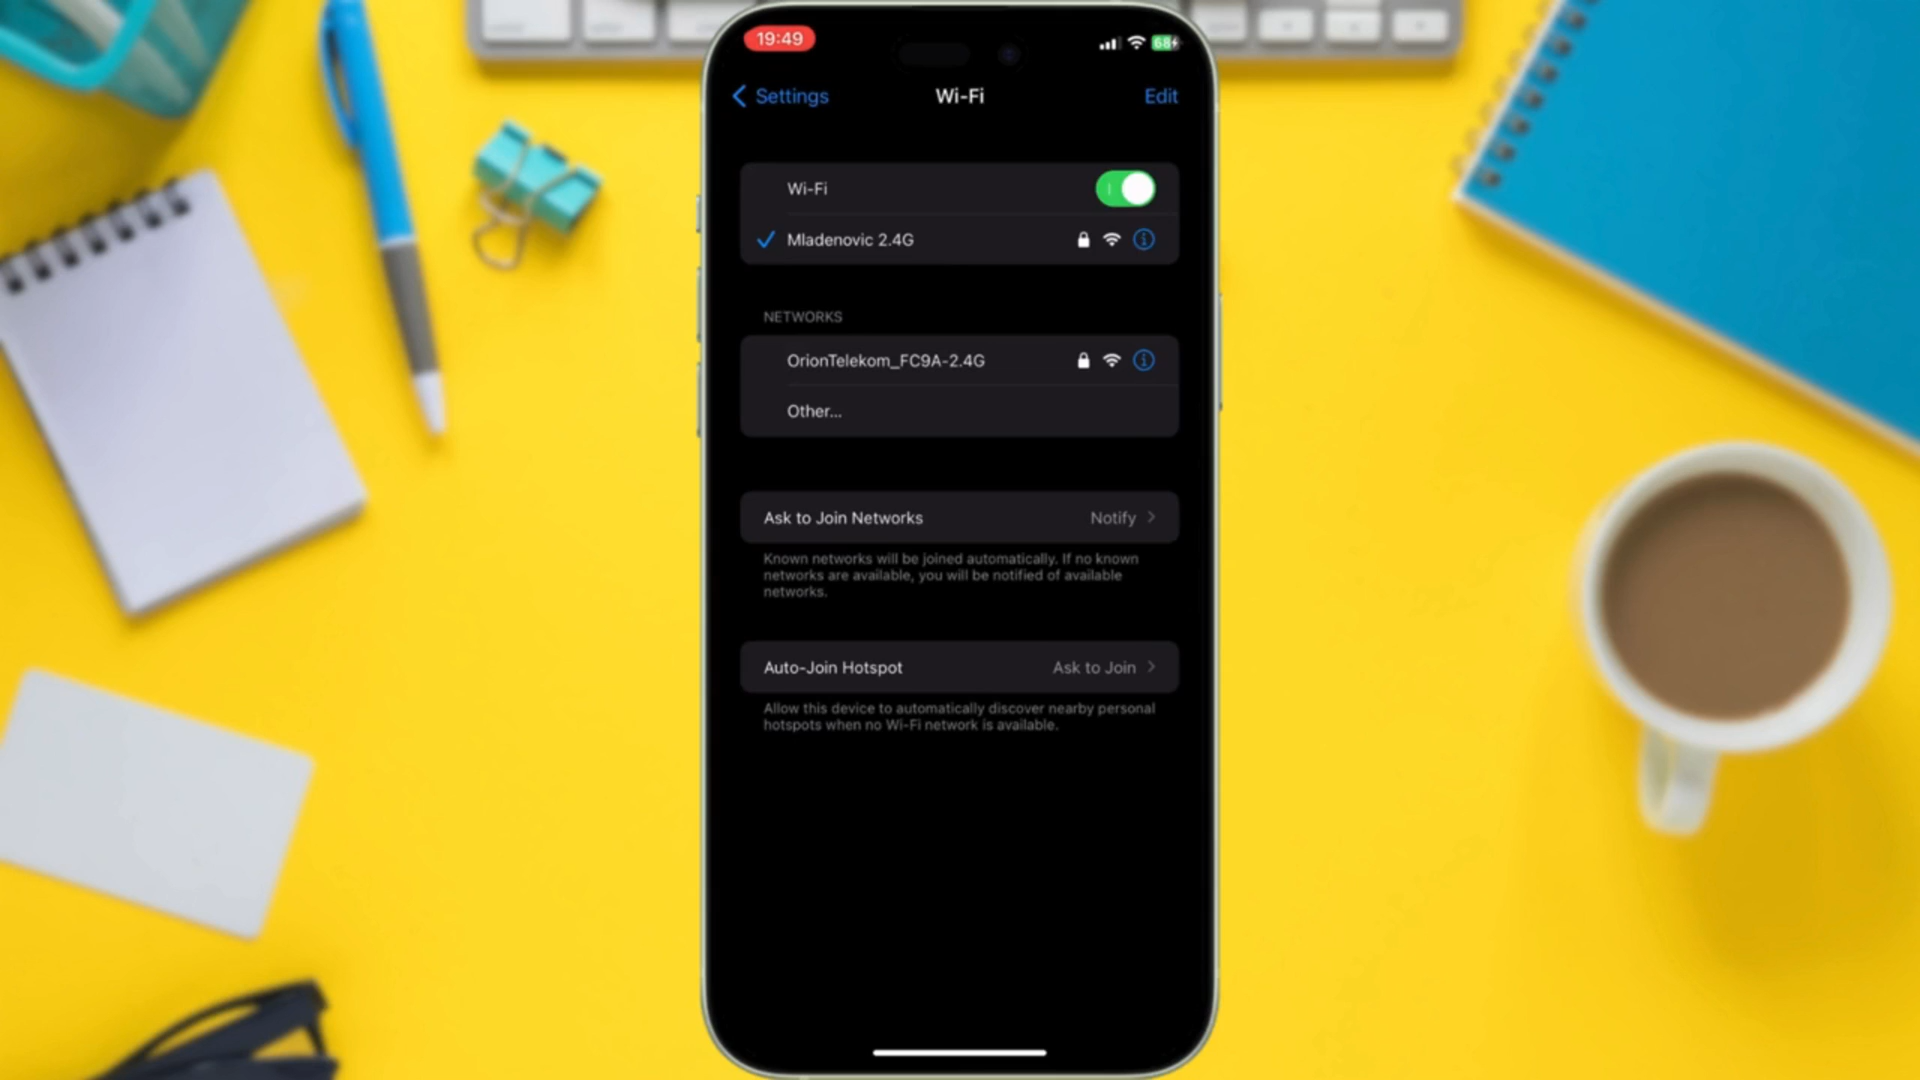 19:49
68
Settings
Wi-Fi
Edit
Wi-Fi
Mladenovic 2.4G
NETWORKS
OrionTelekom_FC9A-2.4G
Other...
Ask to Join Networks
Notify
Known networks will be joined automatically. If no known
networks are available, you will be notified of available
networks.
Auto-Join Hotspot
Ask to Join
Allow this device to automatically discover nearby personal
hotspots when no Wi-Fi network is available.